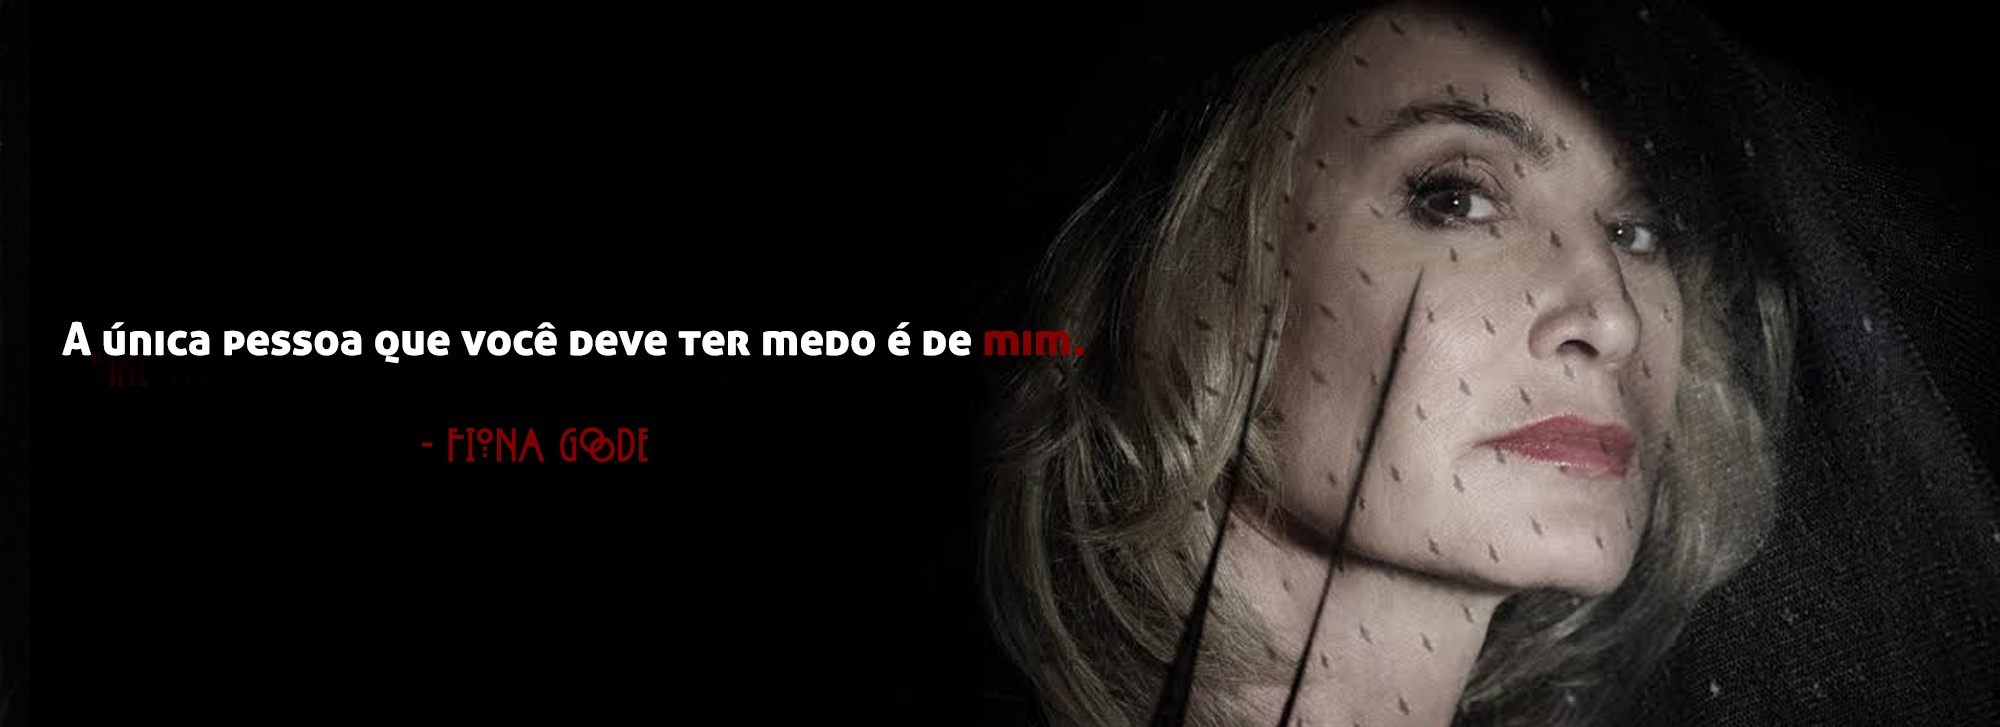 A única pessoa que você deve ter medo é de mim.
- FIONA GOODE